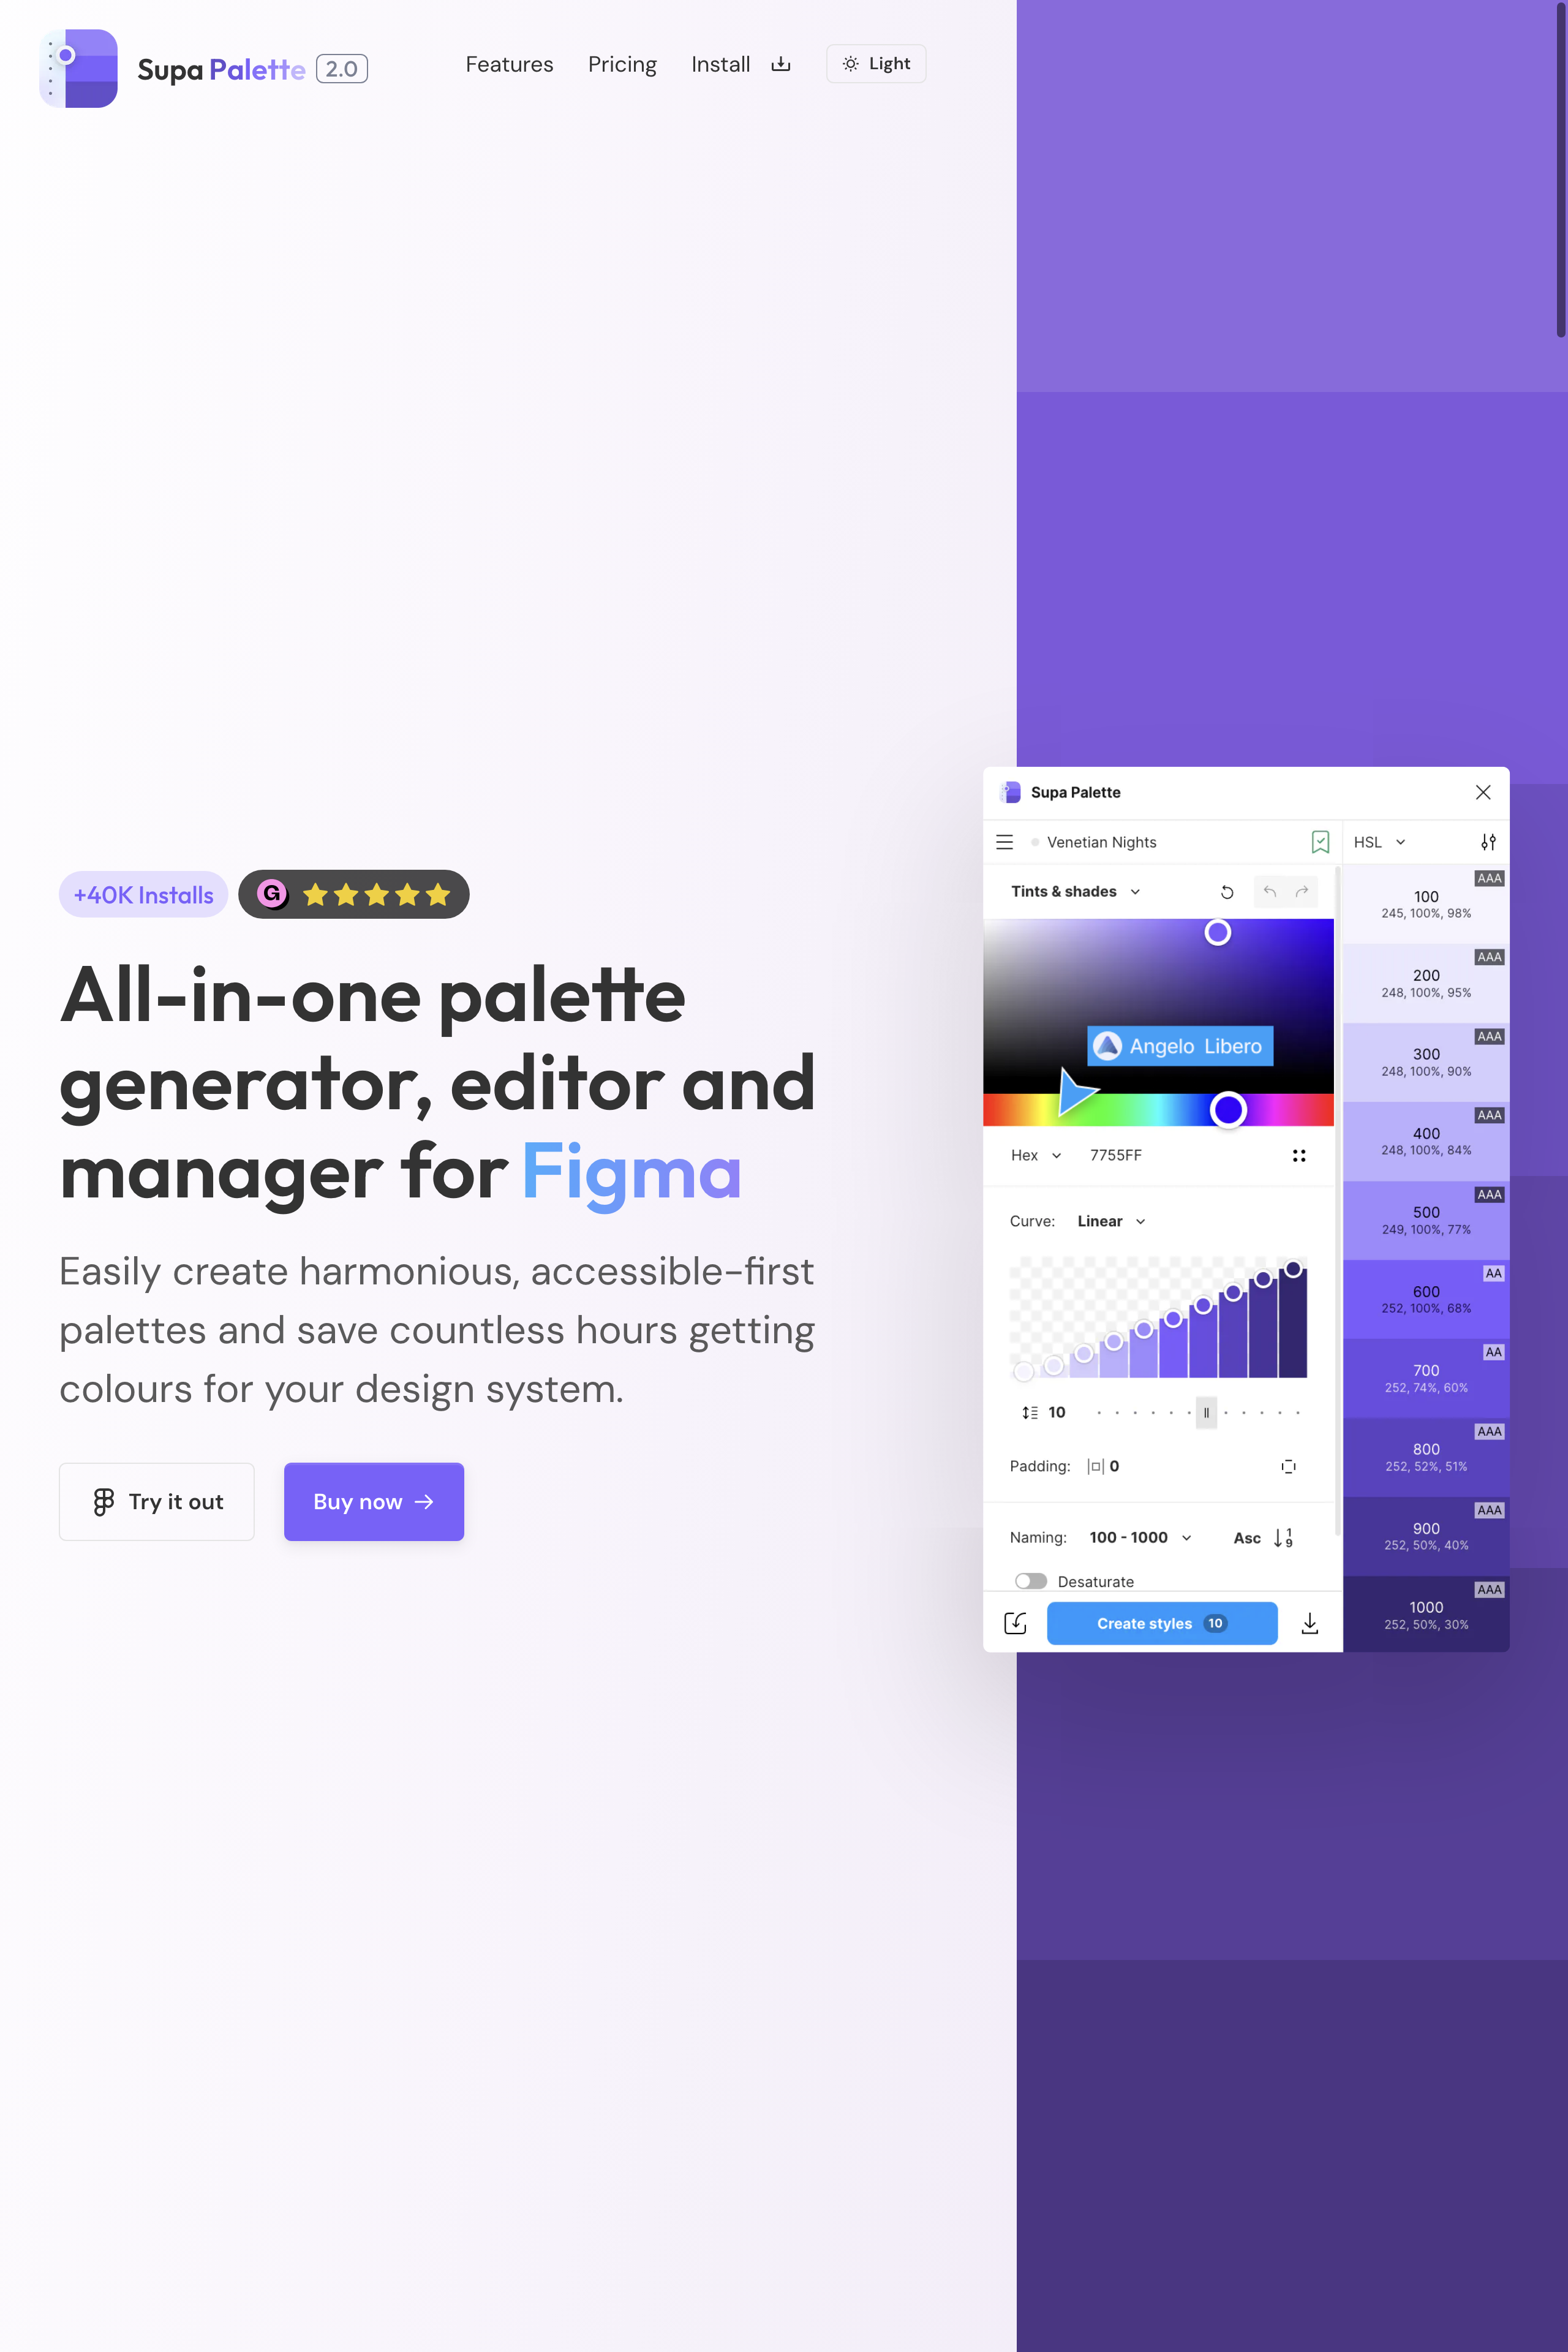 Supa Palette 2.0
Features Pricing Install Light
+40K Installs G
All-in-one palette
generator, editor and
manager for Figma
Easily create harmonious, accessible-first
palettes and save countless hours getting
colours for your design system.
Try it out Buy now →
Supa Palette
Venetian Nights
HSL
Tints & shades
Angelo Libero
Hex 7755FF
Curve: Linear
10
Padding: 0
Naming: 100 - 1000 Asc 1 9
Desaturate
Create styles 10
AAA
100
245, 100%, 98%
AAA
200
248, 100%, 95%
AAA
300
248, 100%, 90%
AAA
400
248, 100%, 84%
AAA
500
249, 100%, 77%
AA
600
252, 100%, 68%
AA
700
252, 74%, 60%
AAA
800
252, 52%, 51%
AAA
900
252, 50%, 40%
AAA
1000
252, 50%, 30%